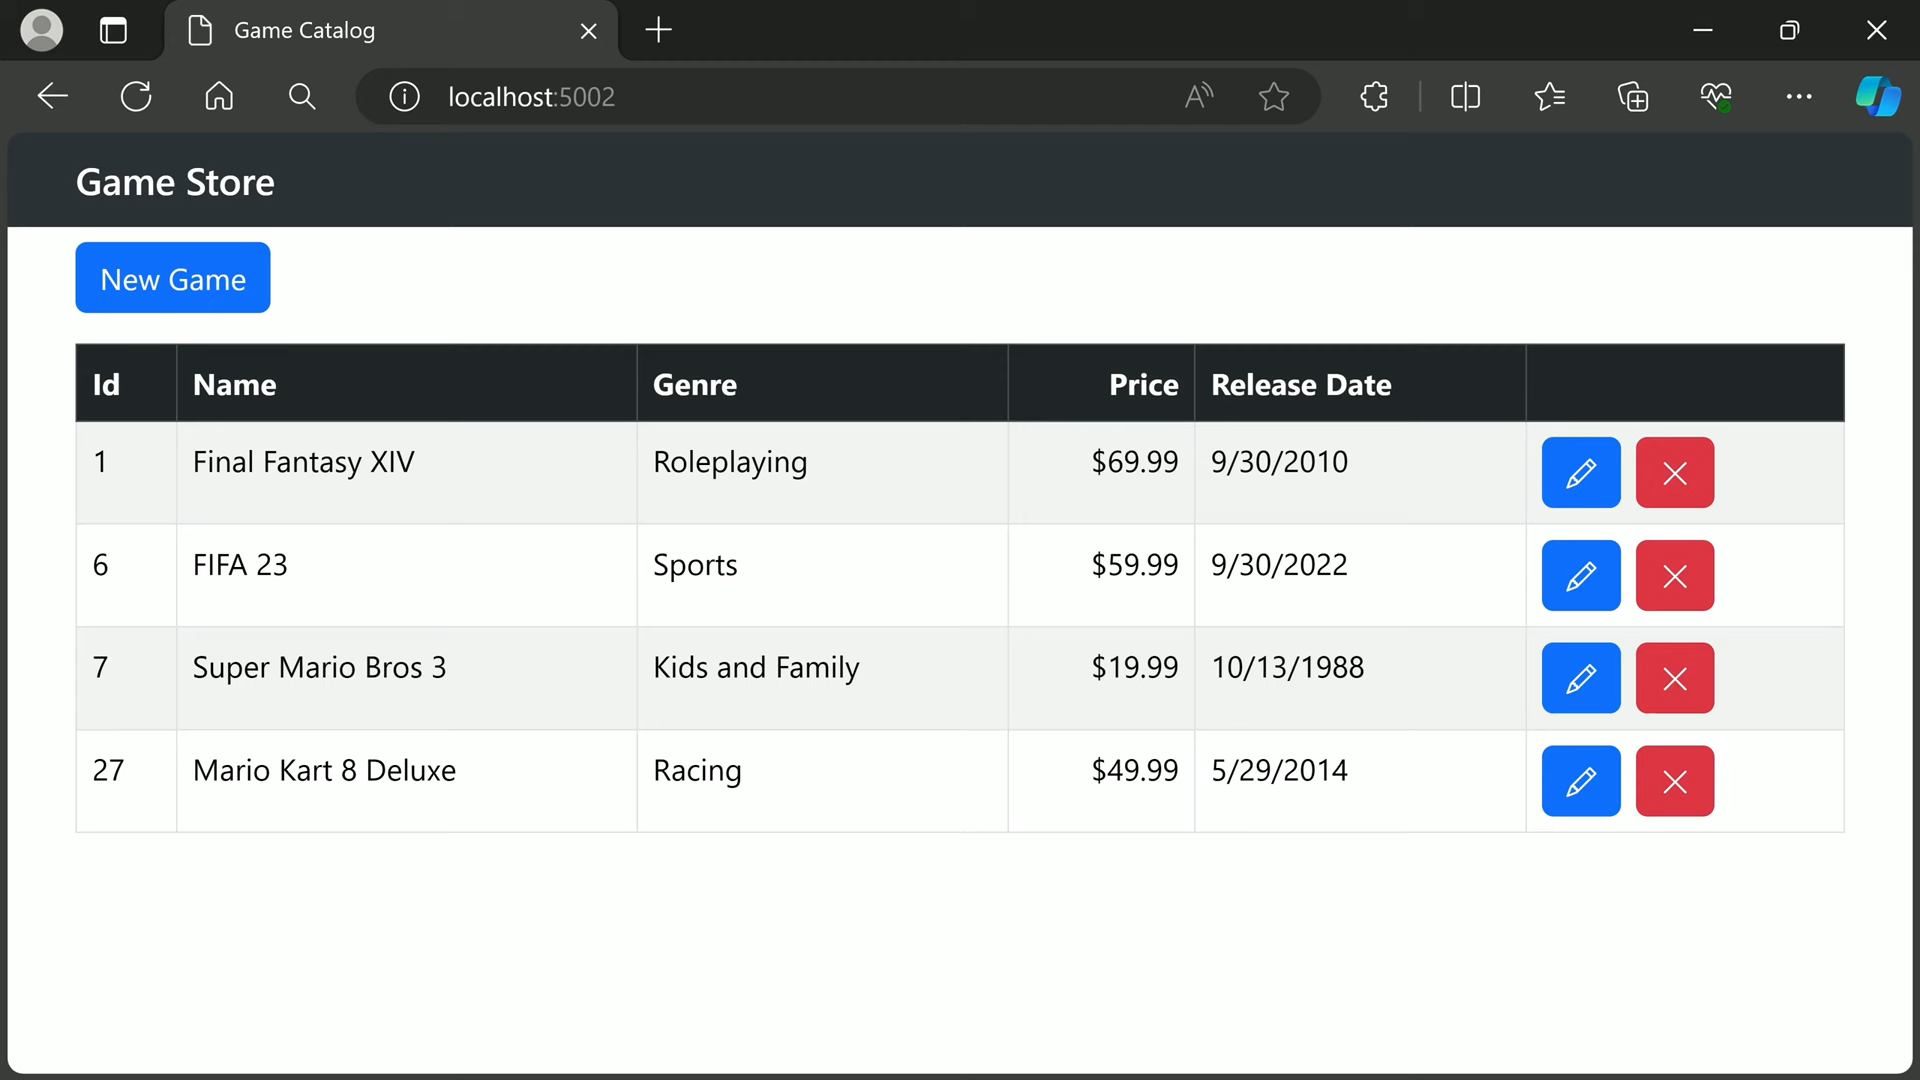 Game Catalog
localhost:5002
Game Store
New Game
Id Name Genre Price Release Date
1 Final Fantasy XIV Roleplaying $69.99 9/30/2010
6 FIFA 23 Sports $59.99 9/30/2022
7 Super Mario Bros 3 Kids and Family $19.99 10/13/1988
27 Mario Kart 8 Deluxe Racing $49.99 5/29/2014